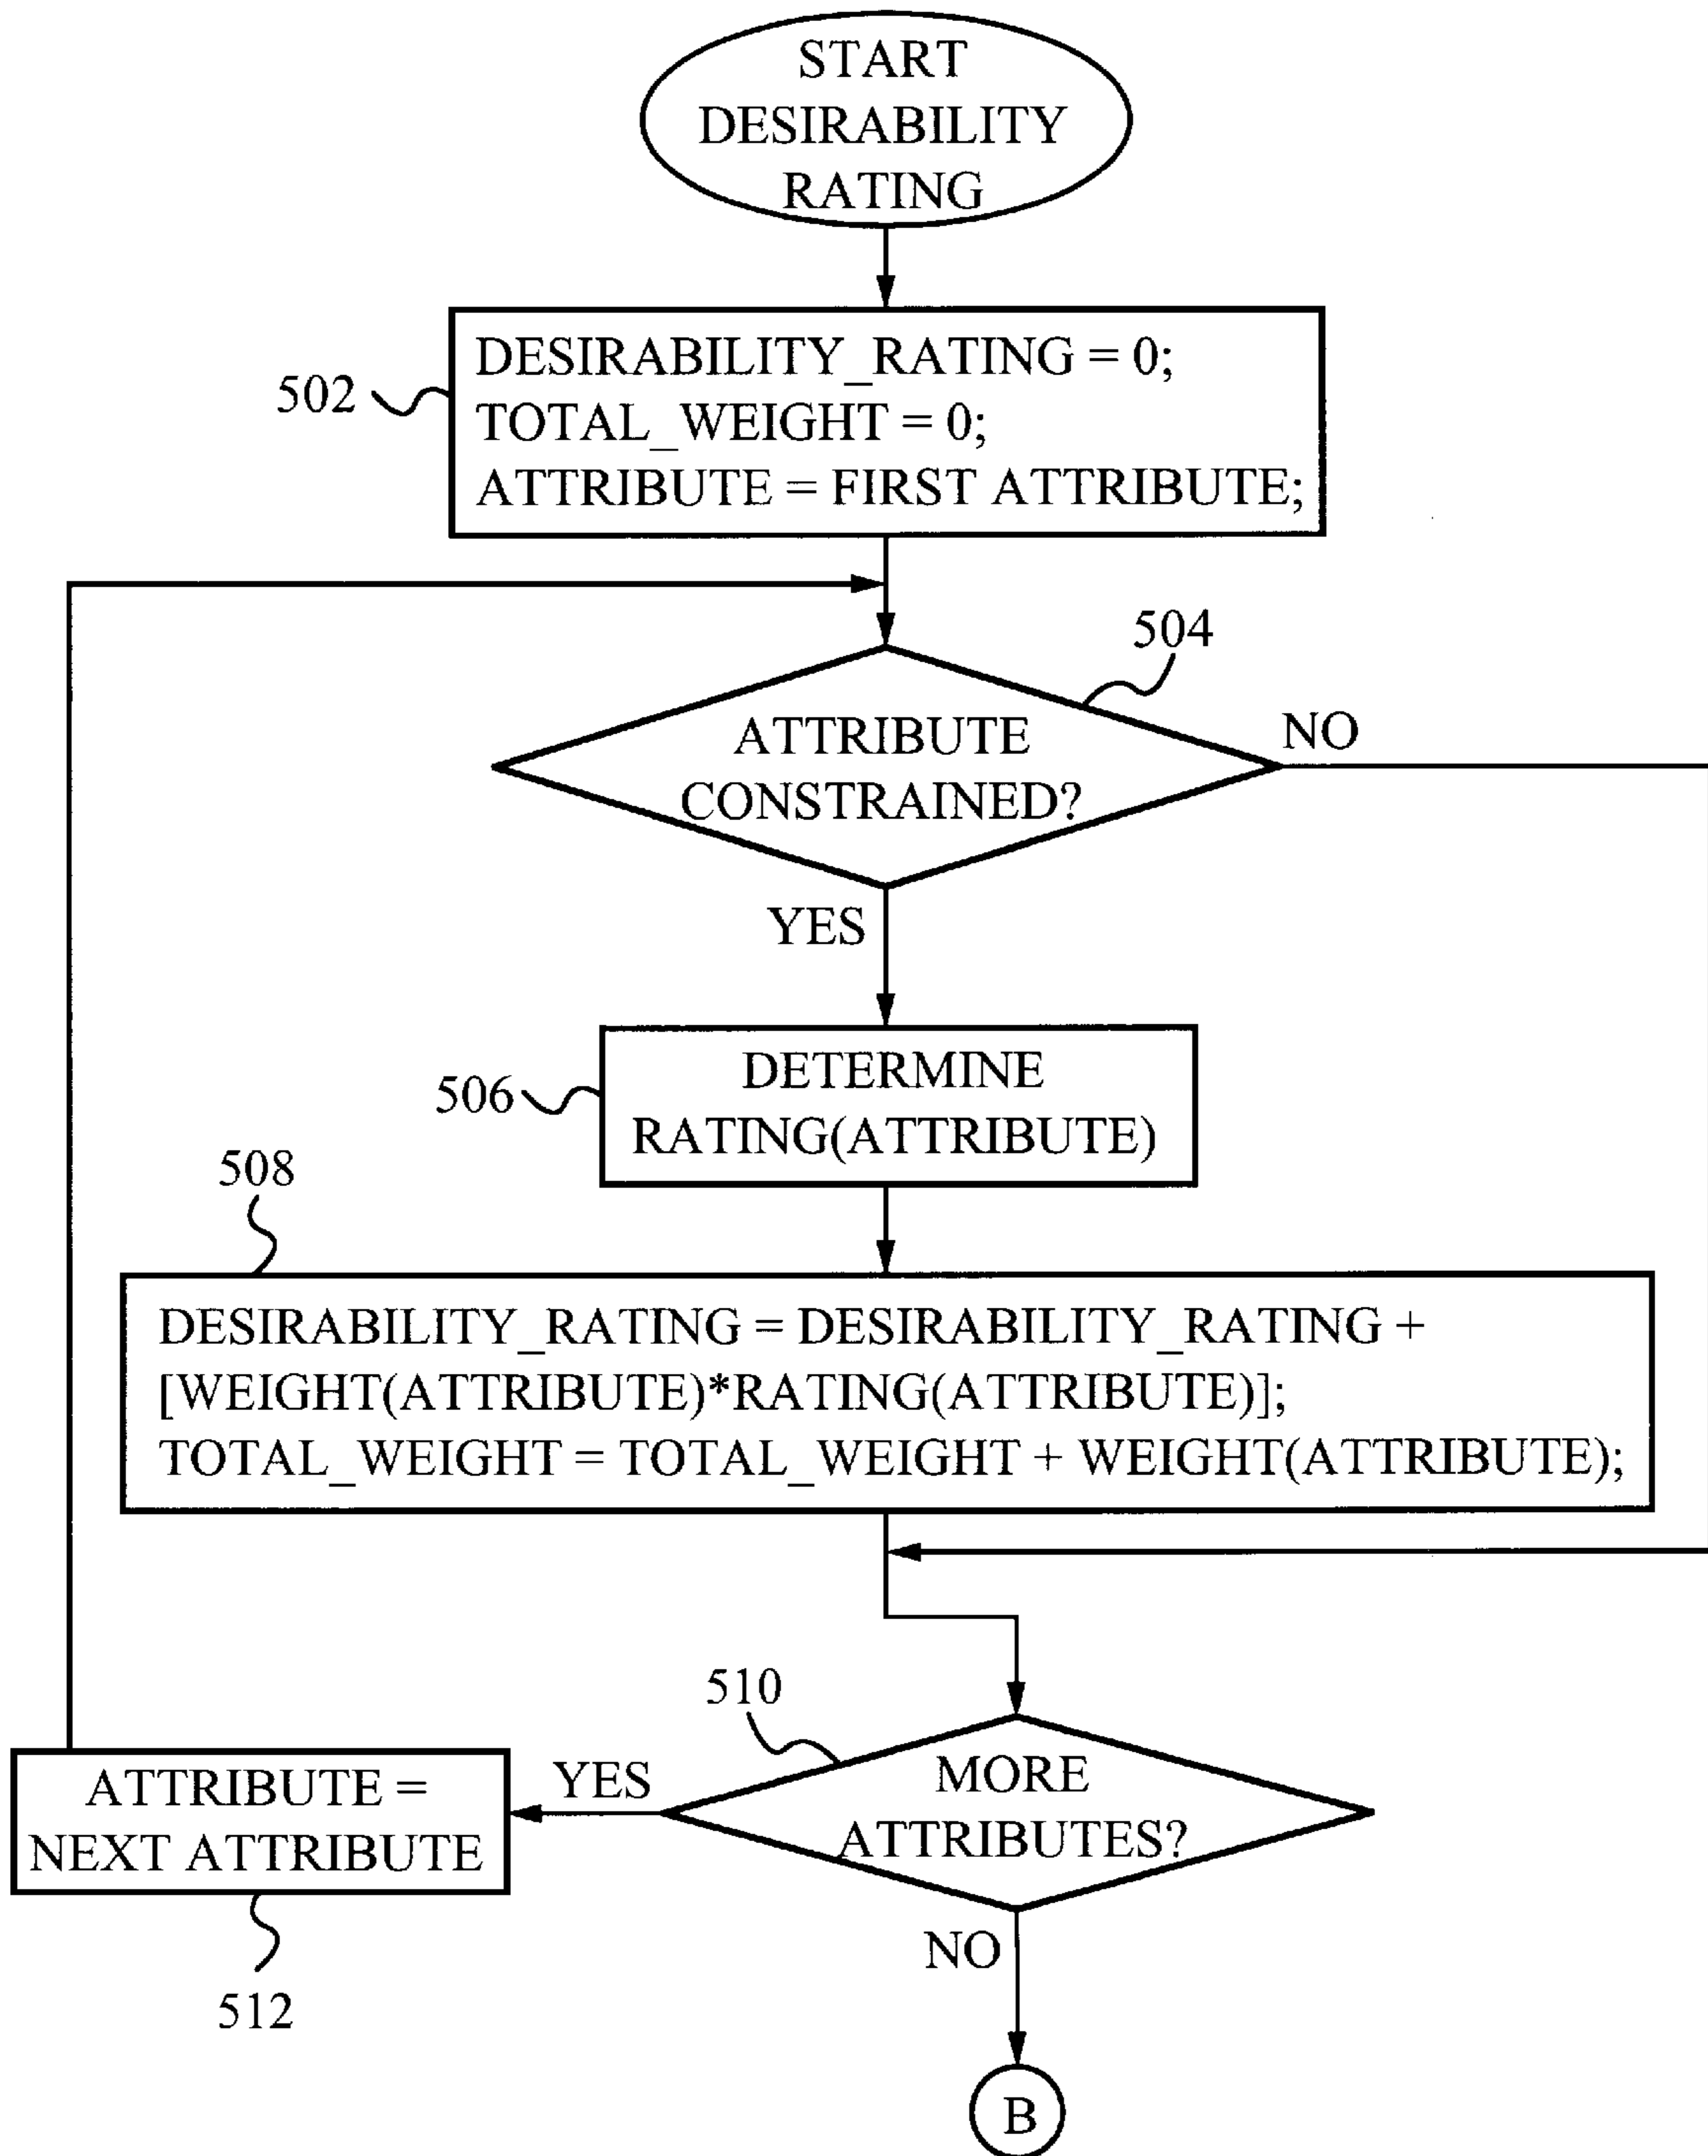 START
DESIRABILITY
RATING
502
DESIRABILITY_RATING = 0;
TOTAL_WEIGHT = 0;
ATTRIBUTE = FIRST ATTRIBUTE;
504
ATTRIBUTE
CONSTRAINED?
NO
YES
506
DETERMINE
RATING(ATTRIBUTE)
508
DESIRABILITY_RATING = DESIRABILITY_RATING +
[WEIGHT(ATTRIBUTE)*RATING(ATTRIBUTE)];
TOTAL_WEIGHT = TOTAL_WEIGHT + WEIGHT(ATTRIBUTE);
510
MORE
ATTRIBUTES?
YES
ATTRIBUTE =
NEXT ATTRIBUTE
512
NO
B